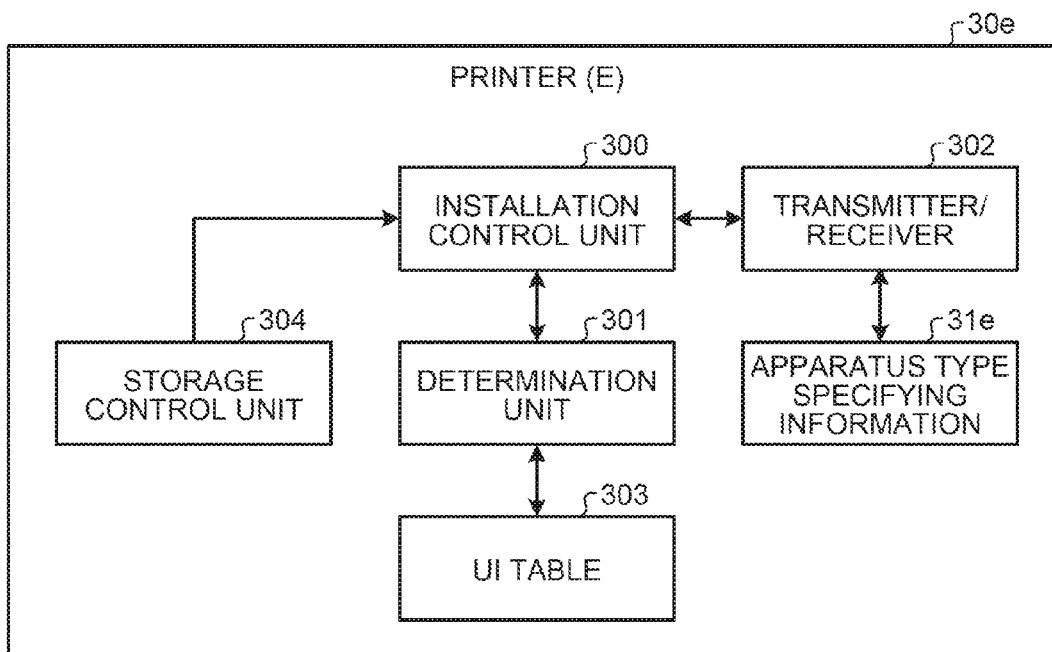 30e
PRINTER (E)
300
INSTALLATION
CONTROL UNIT
302
TRANSMITTER/
RECEIVER
304
STORAGE
CONTROL UNIT
301
DETERMINATION
UNIT
31e
APPARATUS TYPE
SPECIFYING
INFORMATION
303
UI TABLE